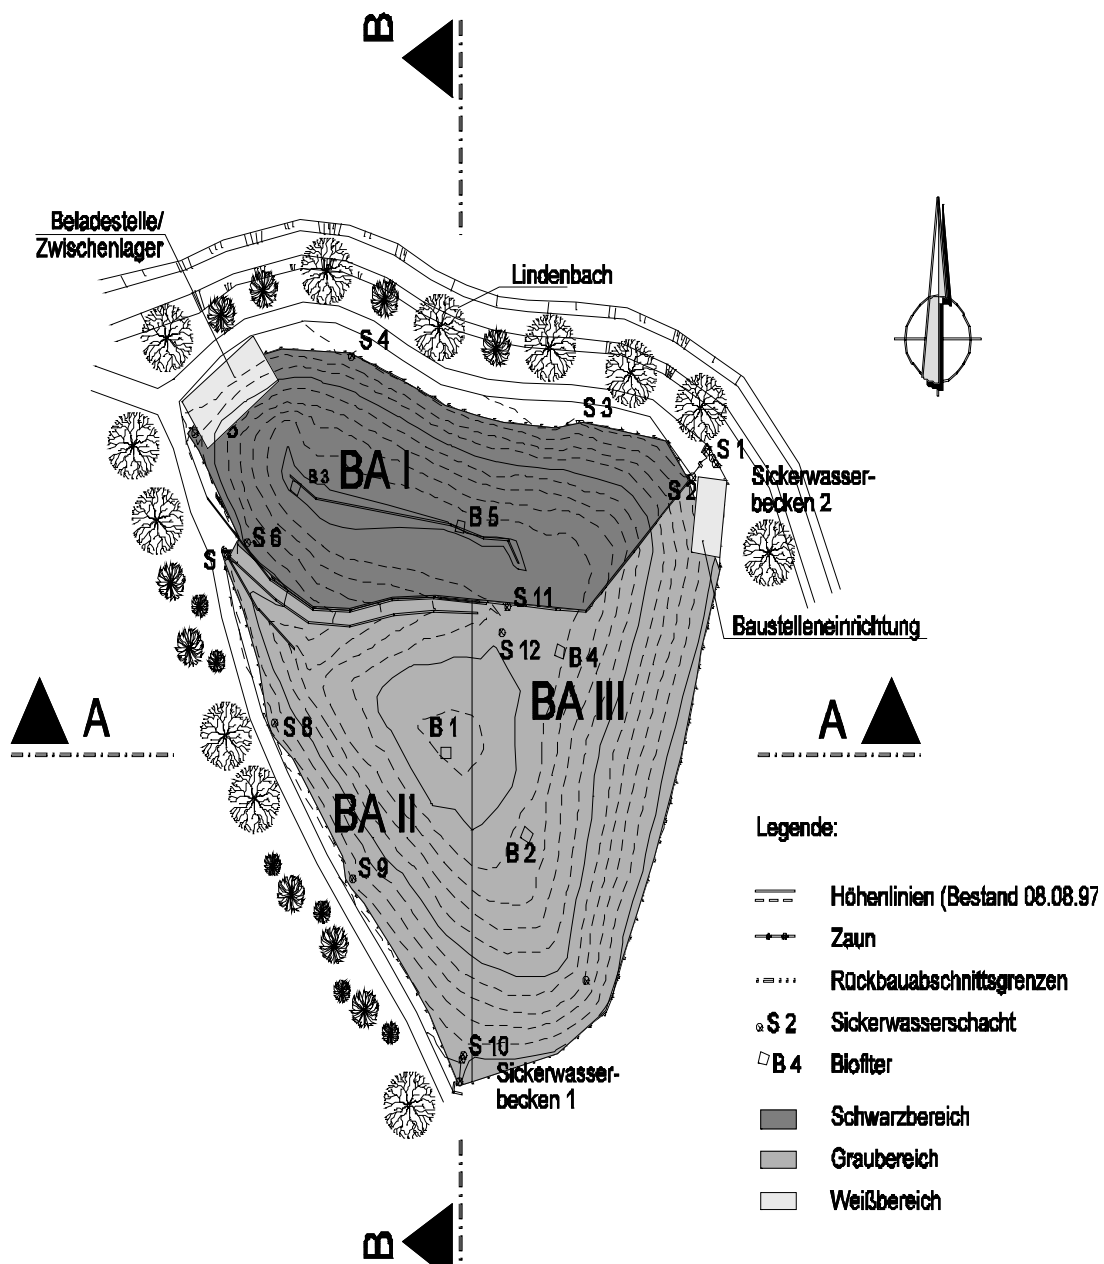 B
Beladestelle/
Zwischenlager
Lindenbach
S 4
S 3
S 1
S 2
Sickerwasser-
becken 2
BA I
B 3
B 5
S 6
S
S 11
S 12
B 4
Baustelleneinrichtung
BA III
A
A
S 8
B 1
BA II
B 2
S 9
S 10
Sickerwasser-
becken 1
B
Legende:
Höhenlinien (Bestand 08.08.97
Zaun
Rückbauabschnittsgrenzen
S 2 Sickerwasserschacht
B 4 Biofilter
Schwarzbereich
Graubereich
Weißbereich